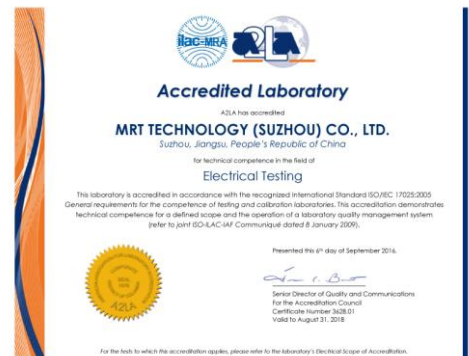 ilac-MRA
A2LA
Accredited Laboratory
A2LA has accredited
MRT TECHNOLOGY (SUZHOU) CO., LTD.
Suzhou, Jiangsu, People's Republic of China
for technical competence in the field of
Electrical Testing
This laboratory is accredited in accordance with the recognized International Standard ISO/IEC 17025:2005
General requirements for the competence of testing and calibration laboratories. This accreditation demonstrates
technical competence for a defined scope and the operation of a laboratory quality management system
(refer to joint ISO-ILAC-IAF Communiqué dated 8 January 2009).
Presented this 6th day of September 2016.
Senior Director of Quality and Communications
For the Accreditation Council
Certificate Number 3628.01
Valid to August 31, 2018
CORPORATE
SEAL
1978
A2LA
For the tests to which this accreditation applies, please refer to the laboratory's Electrical Scope of Accreditation.